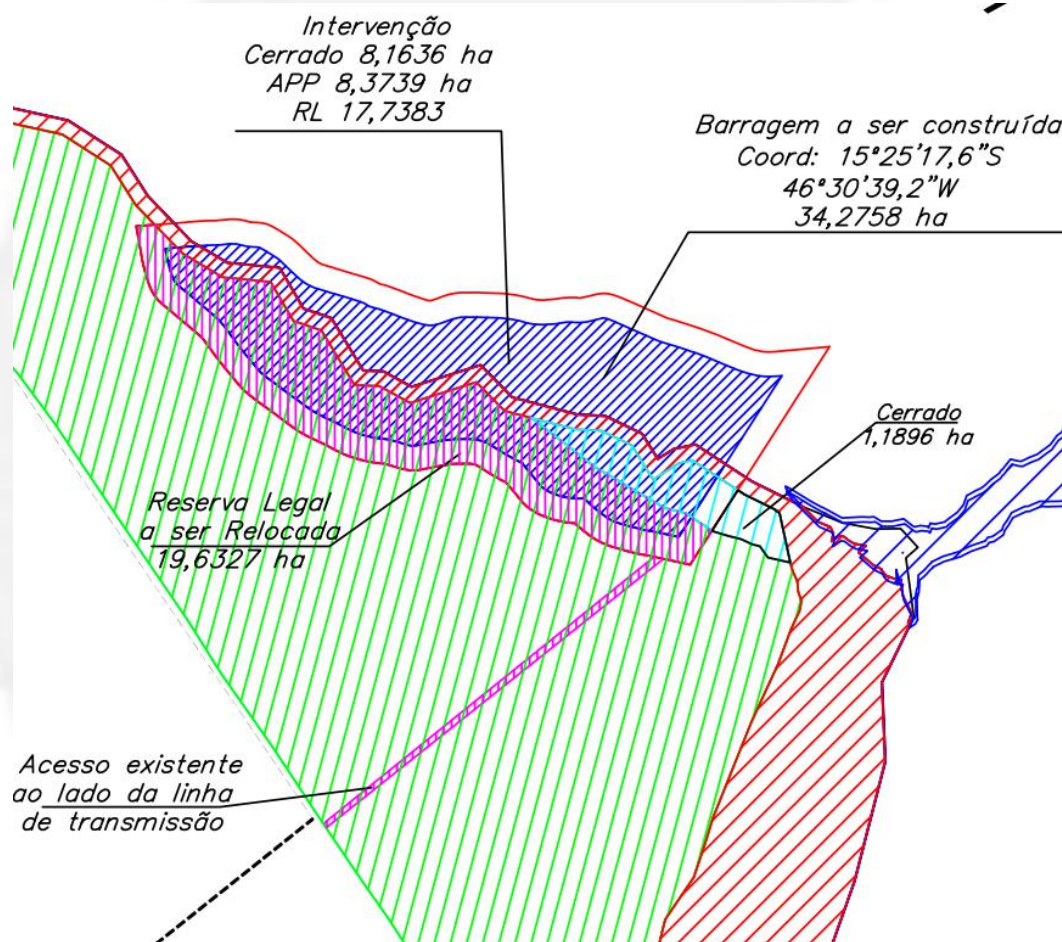 Intervenção
Cerrado 8,1636 ha
APP 8,3739 ha
RL 17,7383
Barragem a ser construída
Coord: 15°25'17,6"S
46°30'39,2"W
34,2758 ha
Cerrado
1,1896 ha
Reserva Legal
a ser Relocada
19,6327 ha
Acesso existente
ao lado da linha
de transmissão